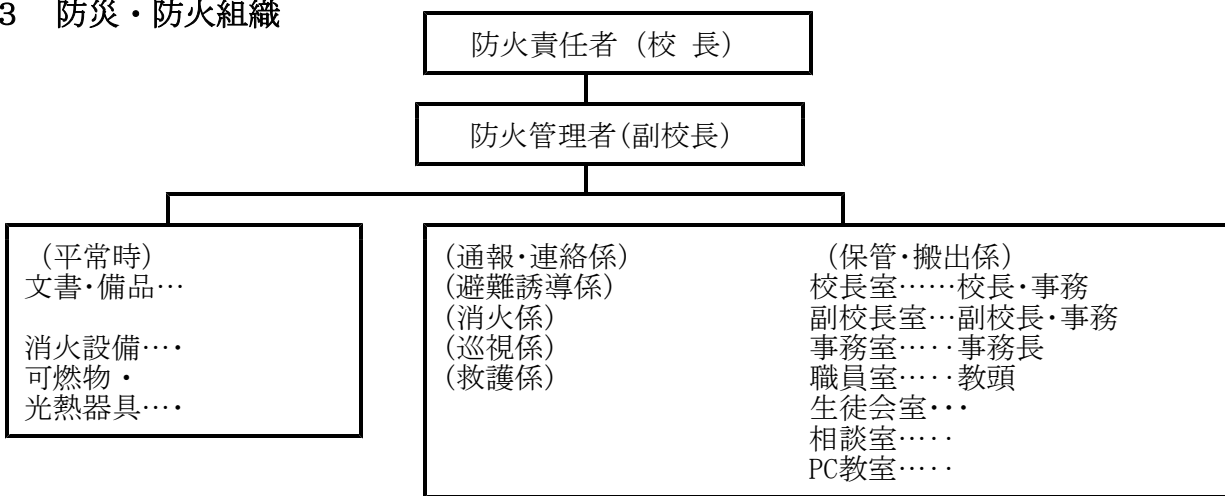 3　防災・防火組織
防火責任者（校 長）
防火管理者(副校長)
(平常時)
文書･備品…
消火設備…･
可燃物・
光熱器具…･
(通報･連絡係)
(避難誘導係)
(消火係)
(巡視係)
(救護係)
(保管･搬出係)
校長室……校長･事務
副校長室…副校長･事務
事務室…‥事務長
職員室…‥教頭
生徒会室･･･
相談室…‥
PC教室…‥